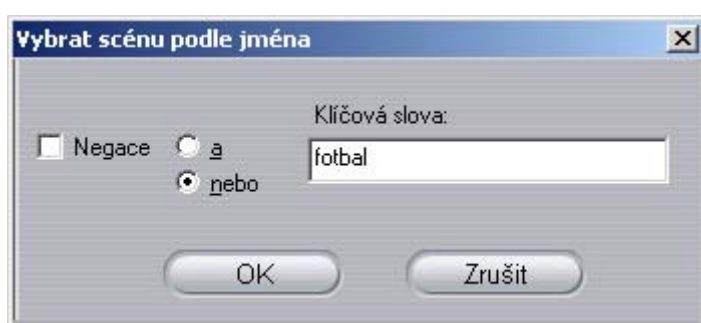 Vybrat scénu podle jména
Klíčová slova:
Negace
a
fotbal
nebo
OK
Zrušit